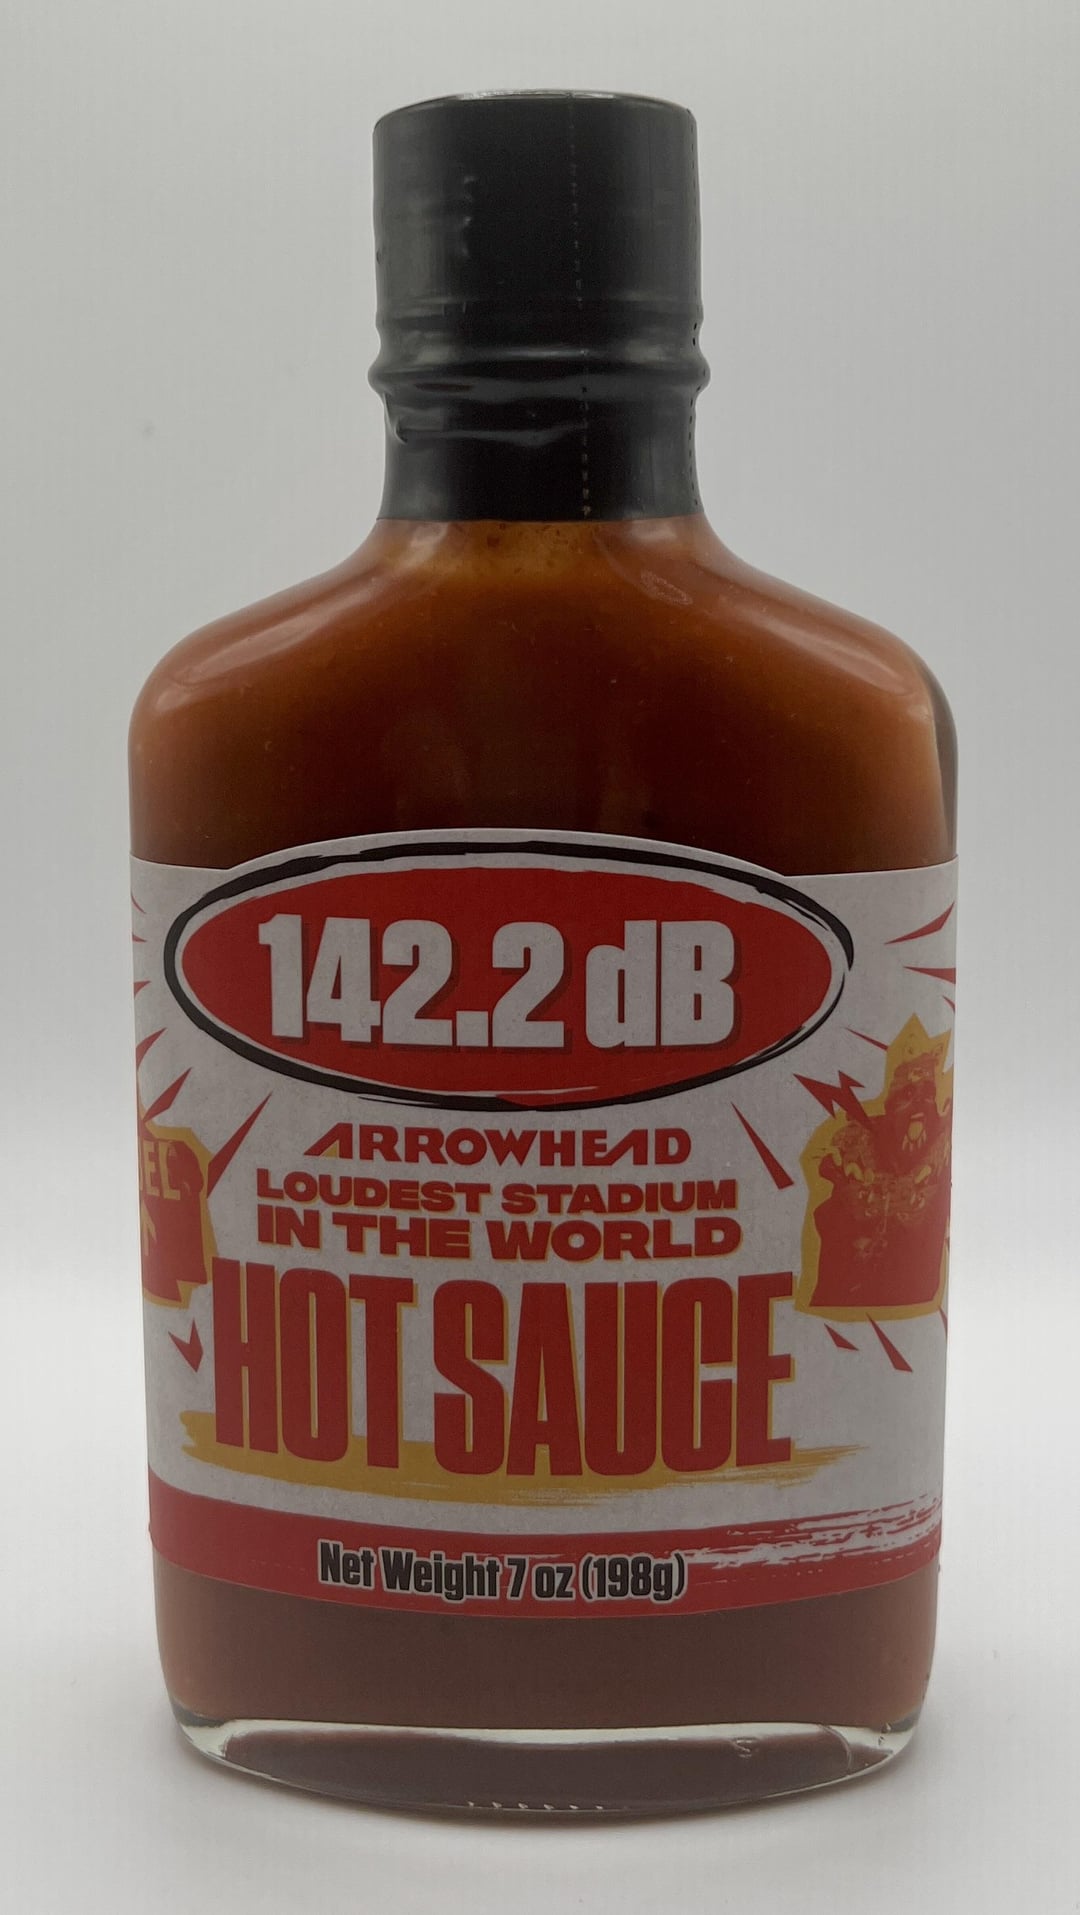 142.2 dB
ARROWHEAD
LOUDEST STADIUM
IN THE WORLD
HOT SAUCE
Net Weight 7 oz (198g)